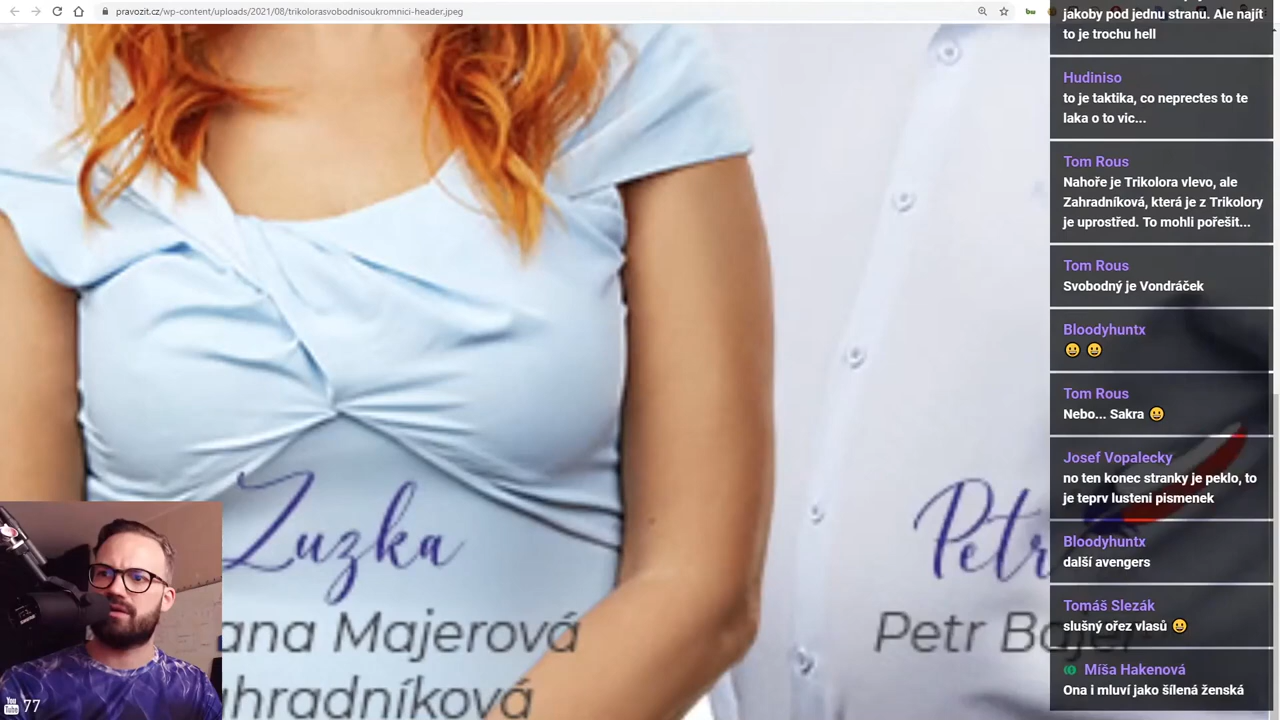 pravozit.cz/wp-content/uploads/2021/08/trikolorasvobodnisoukromnici-header.jpeg
jakoby pod jednu stranu. Ale najít
to je trochu hell
Hudiniso
to je taktika, co neprectes to te
laka o to vic...
Tom Rous
Nahoře je Trikolora vlevo, ale
Zahradníková, která je z Trikolory
je uprostřed. To mohli pořešit...
Tom Rous
Svobodný je Vondráček
Bloodyhuntx
😀 😀
Tom Rous
Nebo... Sakra 😀
Josef Vopalecky
no ten konec stranky je peklo, to
je teprv lusteni pismenek
Bloodyhuntx
další avengers
Tomáš Slezák
slušný ořez vlasů 😀
Míša Hakenová
Ona i mluví jako šílená ženská
Zuzka
ana Majerová
ahradníková
Petr
Petr Bajer
You
Tube
77